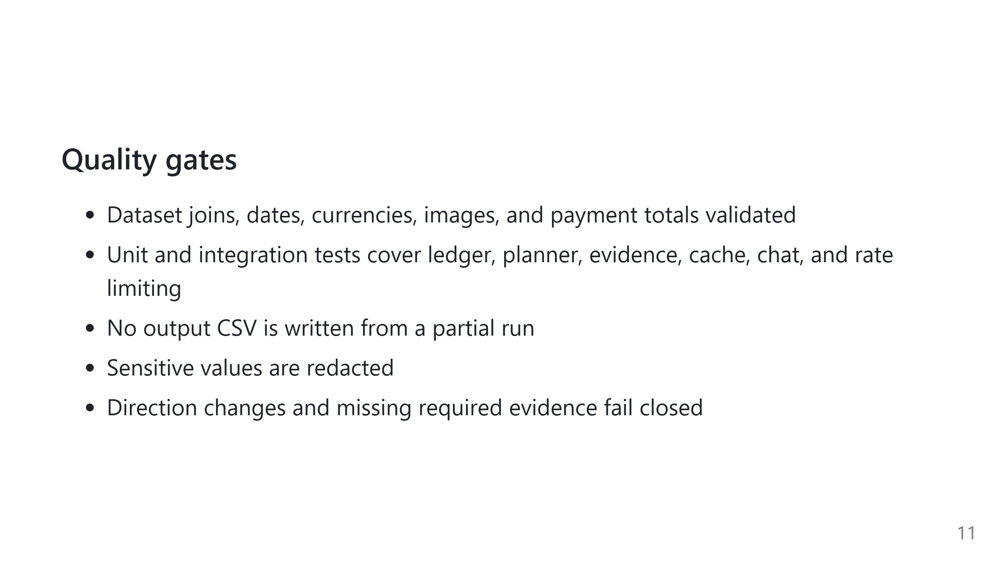 Quality gates
• Dataset joins, dates, currencies, images, and payment totals validated
• Unit and integration tests cover ledger, planner, evidence, cache, chat, and rate
limiting
• No output CSV is written from a partial run
• Sensitive values are redacted
• Direction changes and missing required evidence fail closed
11